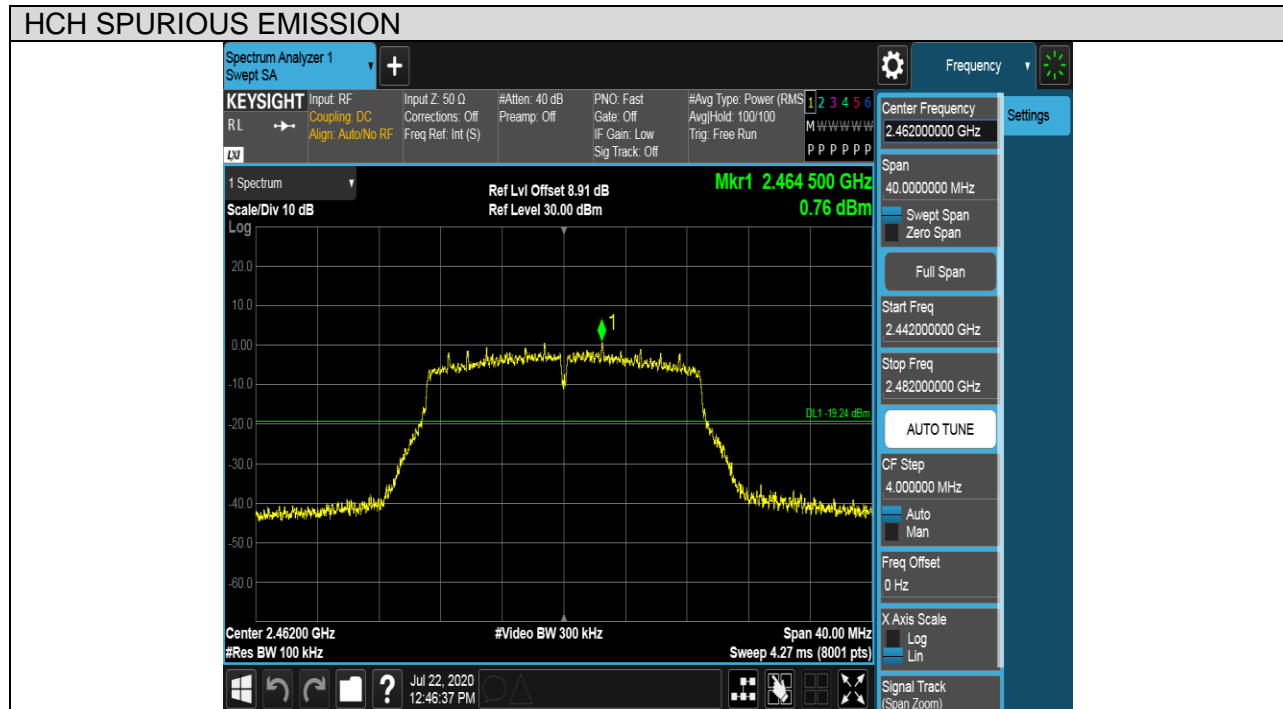 HCH SPURIOUS EMISSION
Spectrum Analyzer 1
Swept SA
+
Frequency
KEYSIGHT
RL
LXI
Input: RF
Coupling: DC
Align: Auto/No RF
Input Z: 50 Ω
Corrections: Off
Freq Ref: Int (S)
#Atten: 40 dB
Preamp: Off
PNO: Fast
Gate: Off
IF Gain: Low
Sig Track: Off
#Avg Type: Power (RMS
Avg|Hold: 100/100
Trig: Free Run
1 2 3 4 5 6
M W W W W W
P P P P P P
Center Frequency
2.462000000 GHz
Settings
Span
40.0000000 MHz
Swept Span
Zero Span
Full Span
Start Freq
2.442000000 GHz
Stop Freq
2.482000000 GHz
AUTO TUNE
CF Step
4.000000 MHz
Auto
Man
Freq Offset
0 Hz
X Axis Scale
Log
Lin
Signal Track
(Span Zoom)
1 Spectrum
Scale/Div 10 dB
Log
Ref Lvl Offset 8.91 dB
Ref Level 30.00 dBm
Mkr1 2.464 500 GHz
0.76 dBm
20.0
10.0
1
0.00
-10.0
DL1 -19.24 dBm
-20.0
-30.0
-40.0
-50.0
-60.0
Center 2.46200 GHz
#Video BW 300 kHz
Span 40.00 MHz
#Res BW 100 kHz
Sweep 4.27 ms (8001 pts)
?
Jul 22, 2020
12:46:37 PM